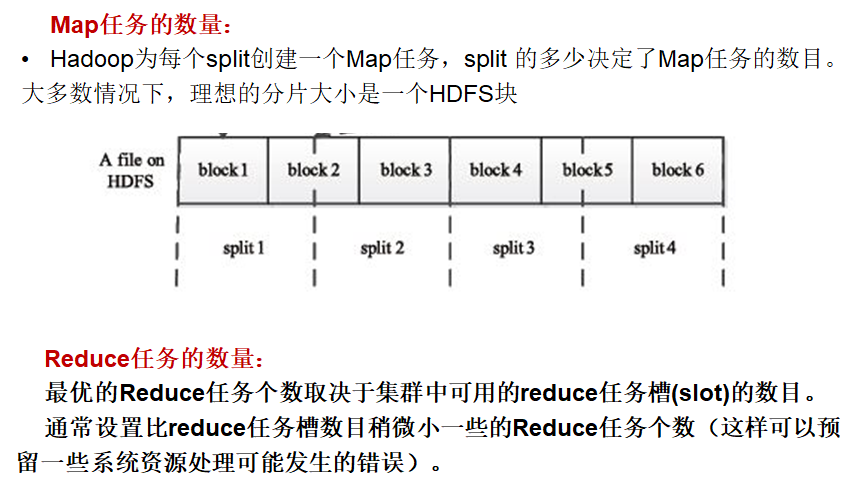 Map任务的数量：
• Hadoop为每个split创建一个Map任务，split 的多少决定了Map任务的数目。
大多数情况下，理想的分片大小是一个HDFS块
A file on
HDFS
block 1 block 2 block 3 block 4 block5 block 6
split 1 split 2 split 3 split 4
Reduce任务的数量：
最优的Reduce任务个数取决于集群中可用的reduce任务槽(slot)的数目。
通常设置比reduce任务槽数目稍微小一些的Reduce任务个数（这样可以预
留一些系统资源处理可能发生的错误）。